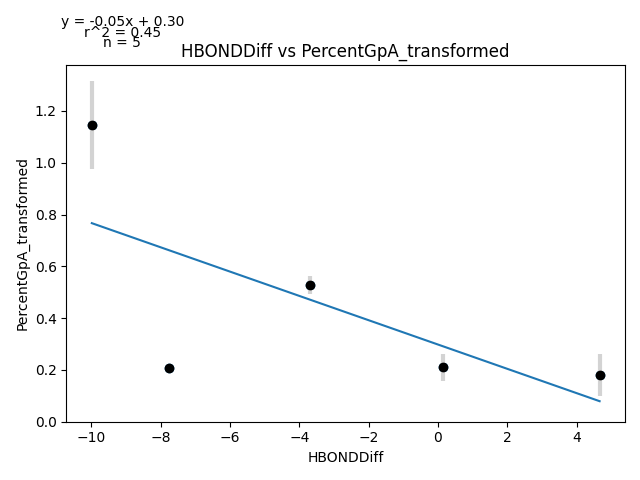 y = -0.05x + 0.30
r^2 = 0.45
n = 5
HBONDDiff vs PercentGpA_transformed
PercentGpA_transformed
1.2
1.0
0.8
0.6
0.4
0.2
0.0
−10
−8
−6
−4
−2
0
2
4
HBONDDiff